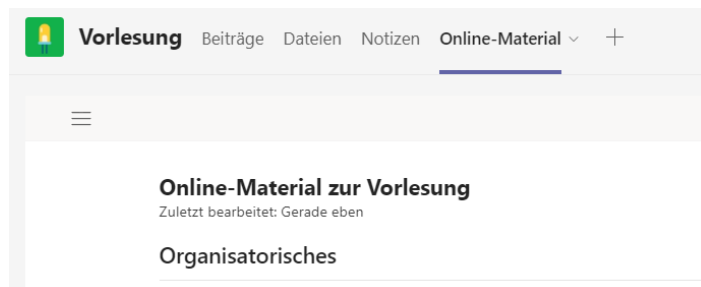 Vorlesung Beiträge Dateien Notizen Online-Material
Online-Material zur Vorlesung
Zuletzt bearbeitet: Gerade eben
Organisatorisches